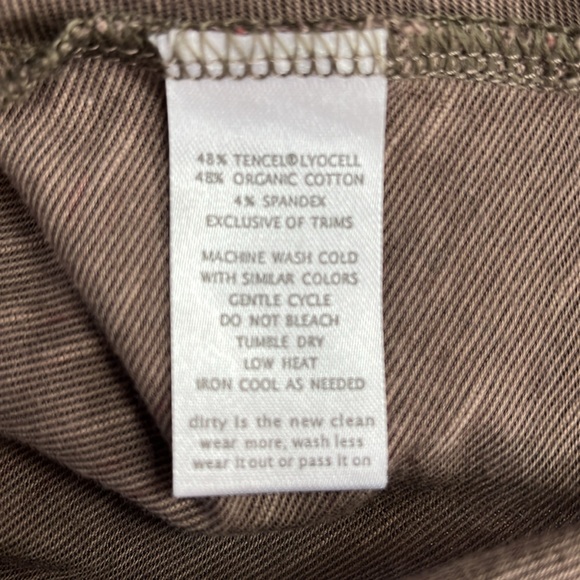 48% TENCEL®LYOCELL
48% ORGANIC COTTON
4% SPANDEX
EXCLUSIVE OF TRIMS
MACHINE WASH COLD
WITH SIMILAR COLORS
GENTLE CYCLE
DO NOT BLEACH
TUMBLE DRY
LOW HEAT
IRON COOL AS NEEDED
dirty is the new clean
wear more, wash less
wear it out or pass it on